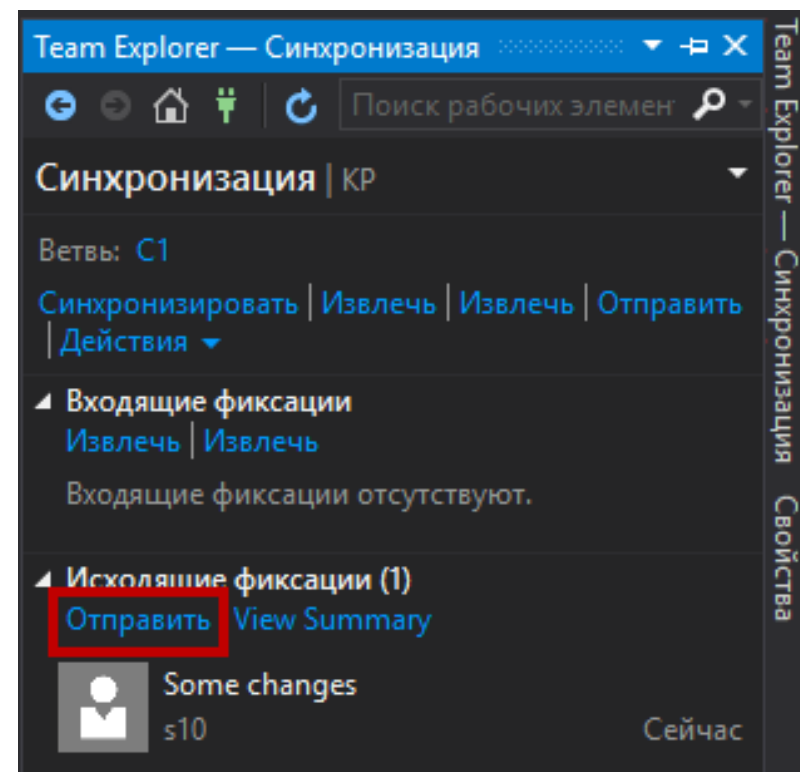 Team Explorer — Синхронизация
Поиск рабочих элемен
Синхронизация | КР
Ветвь: C1
Синхронизировать | Извлечь | Извлечь | Отправить
| Действия
Входящие фиксации
Извлечь | Извлечь
Входящие фиксации отсутствуют.
Исходящие фиксации (1)
Отправить View Summary
Some changes
s10 Сейчас
Team Explorer — Синхронизация
Свойства